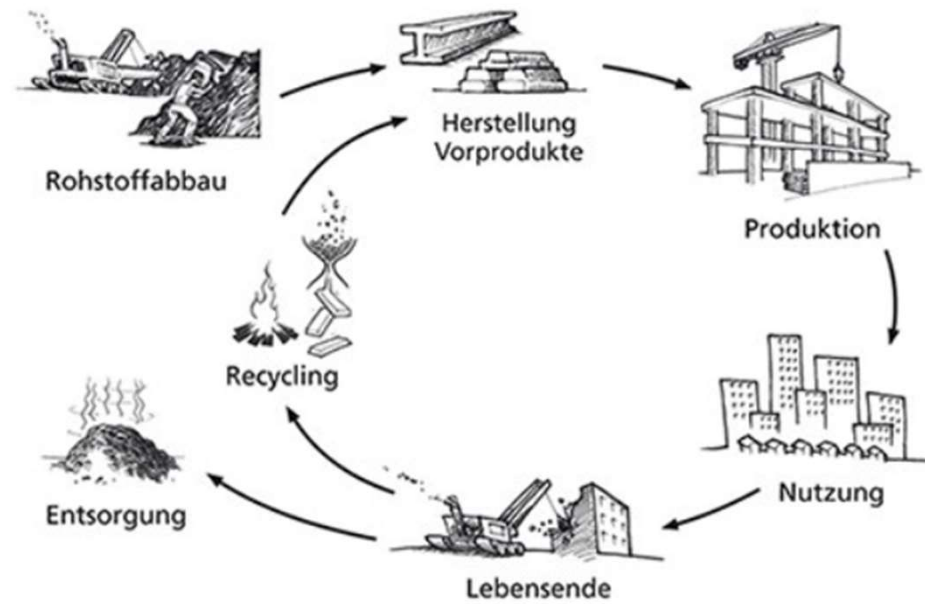 Rohstoffabbau
Herstellung
Vorprodukte
Produktion
Nutzung
Lebensende
Recycling
Entsorgung